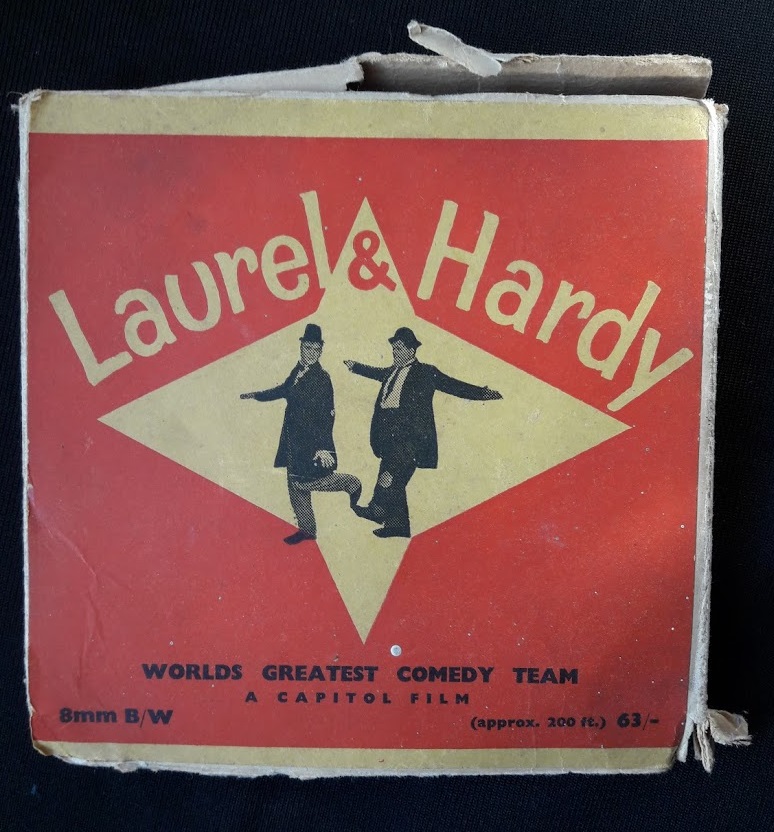 Laurel & Hardy
WORLDS GREATEST COMEDY TEAM
A CAPITOL FILM
8mm B/W
(approx. 200 ft.) 63/-